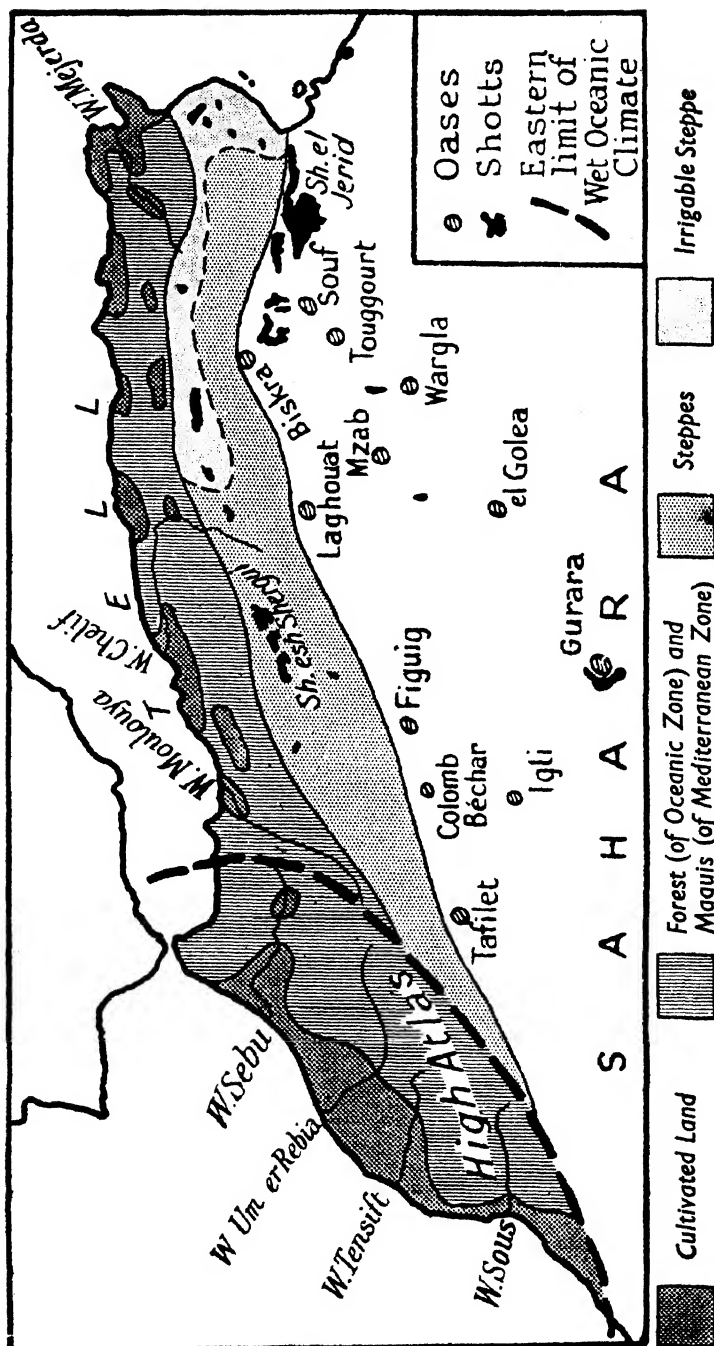 W. Mejerda
T E L L
W. Chelif
W. Moulouya
W. Sebu
W Um er Rebia
W. Tensift
W. Sous
High Atlas
Sh. esh Shergui
Biskra
Sh. el
Jerid
Souf
Touggourt
Laghouat
Mzab
Wargla
el Golea
Figuig
Colomb
Béchar
Igli
Tafilet
Gurara
S A H A R A
Oases
Shotts
Eastern
limit of
Wet Oceanic
Climate
Cultivated Land
Forest (of Oceanic Zone) and
Maquis (of Mediterranean Zone)
Steppes
Irrigable Steppe